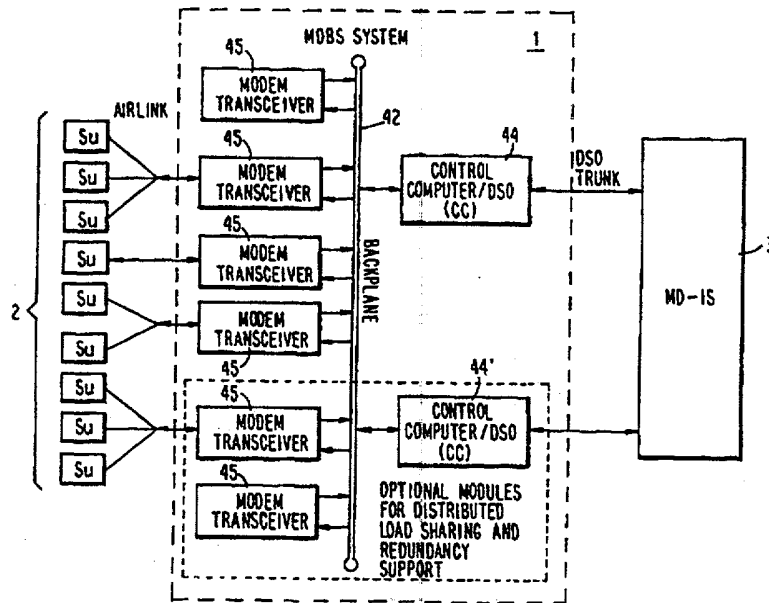 MDBS SYSTEM
1
45
MODEM
TRANSCEIVER
AIRLINK
42
2
Su
Su
Su
Su
Su
Su
Su
Su
Su
45
MODEM
TRANSCEIVER
44
CONTROL
COMPUTER/DSO
(CC)
DSO
TRUNK
45
MODEM
TRANSCEIVER
BACKPLANE
MODEM
TRANSCEIVER
45
MD-IS
45
MODEM
TRANSCEIVER
44'
CONTROL
COMPUTER/DSO
(CC)
45
MODEM
TRANSCEIVER
OPTIONAL MODULES
FOR DISTRIBUTED
LOAD SHARING AND
REDUNDANCY
SUPPORT